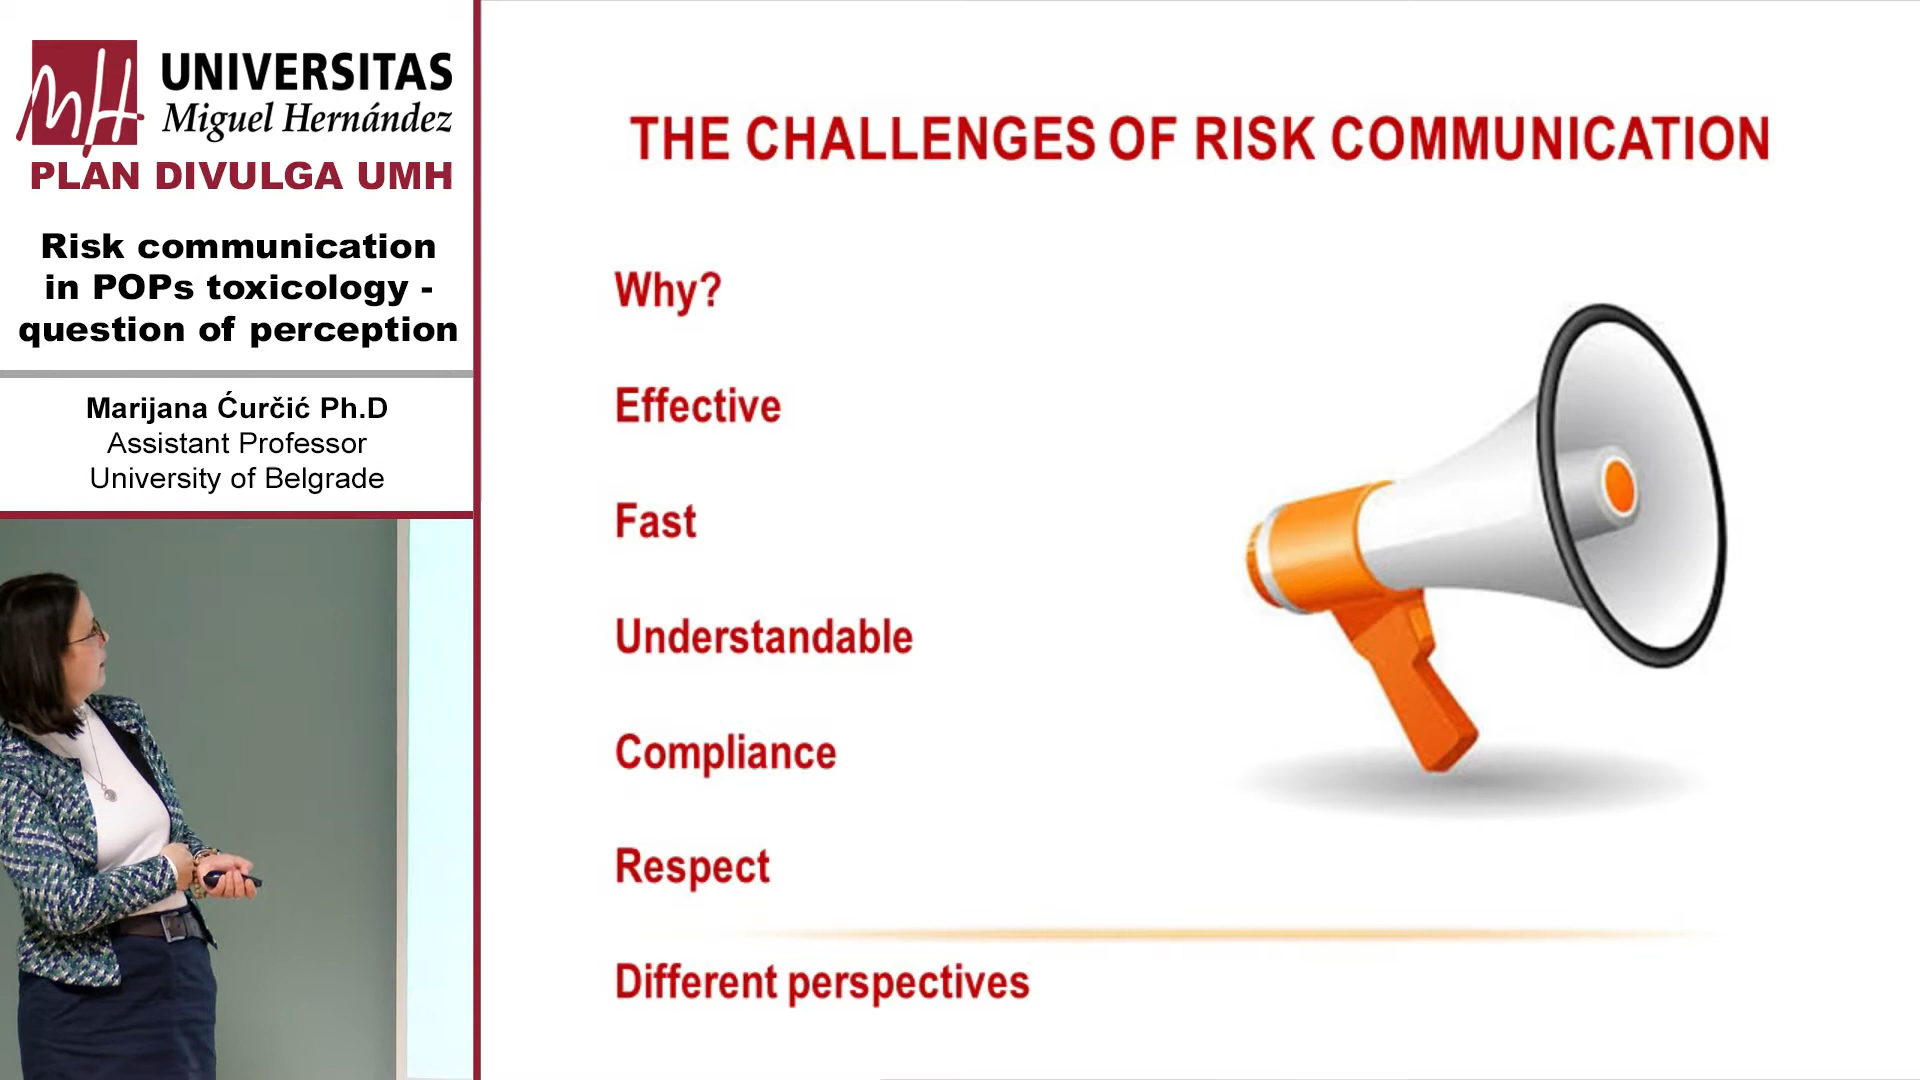 UNIVERSITAS
Miguel Hernández
PLAN DIVULGA UMH
Risk communication
in POPs toxicology -
question of perception
Marijana Ćurčić Ph.D
Assistant Professor
University of Belgrade
THE CHALLENGES OF RISK COMMUNICATION
Why?
Effective
Fast
Understandable
Compliance
Respect
Different perspectives